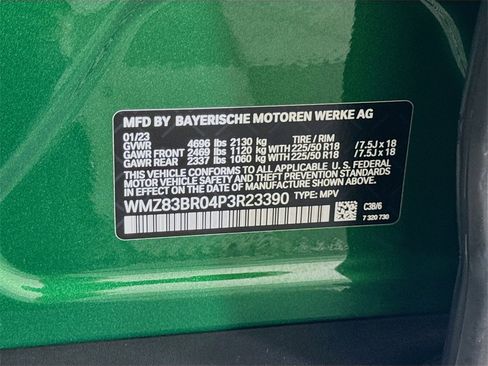 MFD BY BAYERISCHE MOTOREN WERKE AG
01/23 TIRE / RIM
GVWR 4696 lbs 2130 kg
GAWR FRONT 2469 lbs 1120 kg WITH 225/50 R18 / 7.5J x 18
GAWR REAR 2337 lbs 1060 kg WITH 225/50 R18 / 7.5J x 18
THIS VEHICLE CONFORMS TO ALL APPLICABLE U. S. FEDERAL
MOTOR VEHICLE SAFETY AND THEFT PREVENTION STANDARDS
IN EFFECT ON THE DATE OF MANUFACTURE SHOWN ABOVE.
WMZ83BR04P3R23390 TYPE: MPV
C3B/6
7 320 730